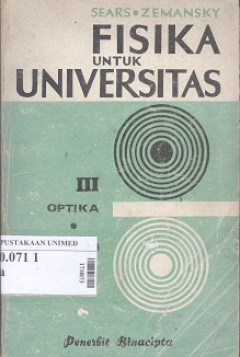 SEARS • ZEMANSKY
FISIKA
UNTUK
UNIVERSITAS
III
OPTIKA
•
PUSTAKAAN UNIMED
0.071 1
Penerbit Binacipta